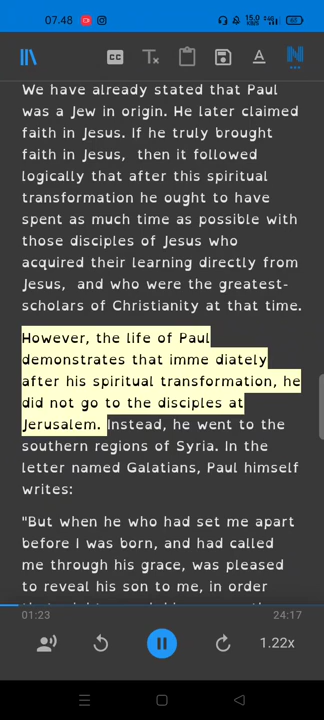 07.48
15.0 KB/S
CC
T×
A
N
We have already stated that Paul
was a Jew in origin. He later claimed
faith in Jesus. If he truly brought
faith in Jesus,  then it followed
logically that after this spiritual
transformation he ought to have
spent as much time as possible with
those disciples of Jesus who
acquired their learning directly from
Jesus,  and who were the greatest-
scholars of Christianity at that time.
However, the life of Paul
demonstrates that imme diately
after his spiritual transformation, he
did not go to the disciples at
Jerusalem. Instead, he went to the
southern regions of Syria. In the
letter named Galatians, Paul himself
writes:
"But when he who had set me apart
before I was born, and had called
me through his grace, was pleased
to reveal his son to me, in order
01:23
24:17
1.22x